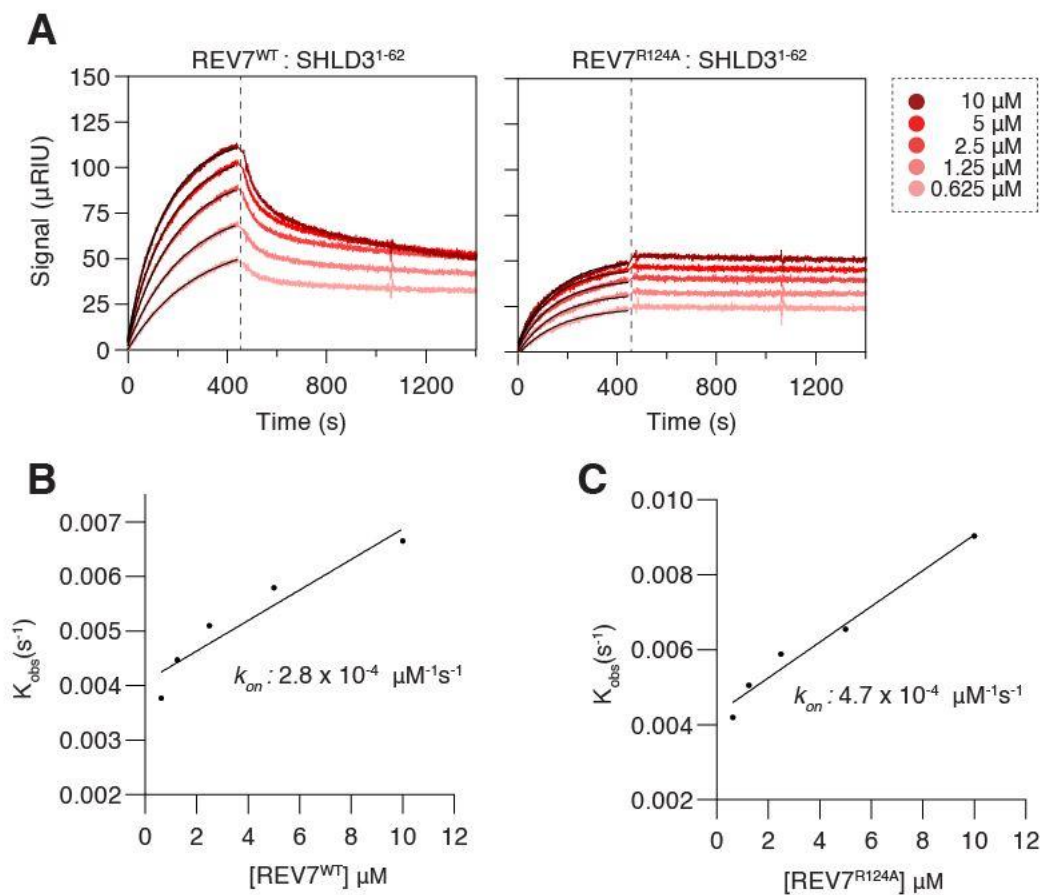 A
REV7ᵂᵀ : SHLD3¹⁻⁶²
REV7ᴿ¹²⁴ᴬ : SHLD3¹⁻⁶²
150
125
100
75
50
25
0
Signal (µRIU)
0 400 800 1200
Time (s)
0 400 800 1200
Time (s)
10 µM
5 µM
2.5 µM
1.25 µM
0.625 µM
B
0.007
0.006
0.005
0.004
0.003
0.002
K_obs(s⁻¹)
k_on : 2.8 x 10⁻⁴ µM⁻¹s⁻¹
0 2 4 6 8 10 12
[REV7ᵂᵀ] µM
C
0.010
0.008
0.006
0.004
0.002
K_obs(s⁻¹)
k_on : 4.7 x 10⁻⁴ µM⁻¹s⁻¹
0 2 4 6 8 10 12
[REV7ᴿ¹²⁴ᴬ] µM